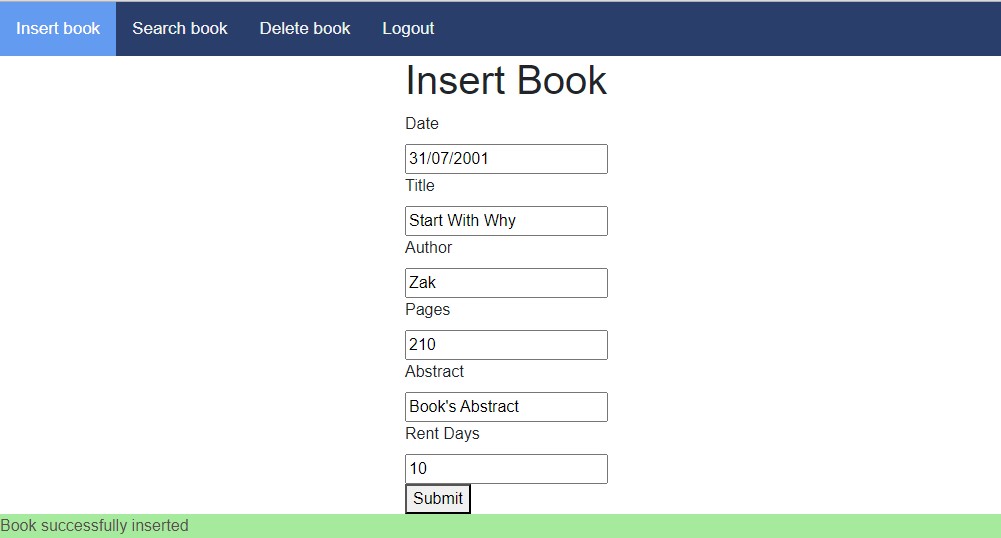 Insert book Search book Delete book Logout
Insert Book
Date
31/07/2001
Title
Start With Why
Author
Zak
Pages
210
Abstract
Book's Abstract
Rent Days
10
Submit
Book successfully inserted